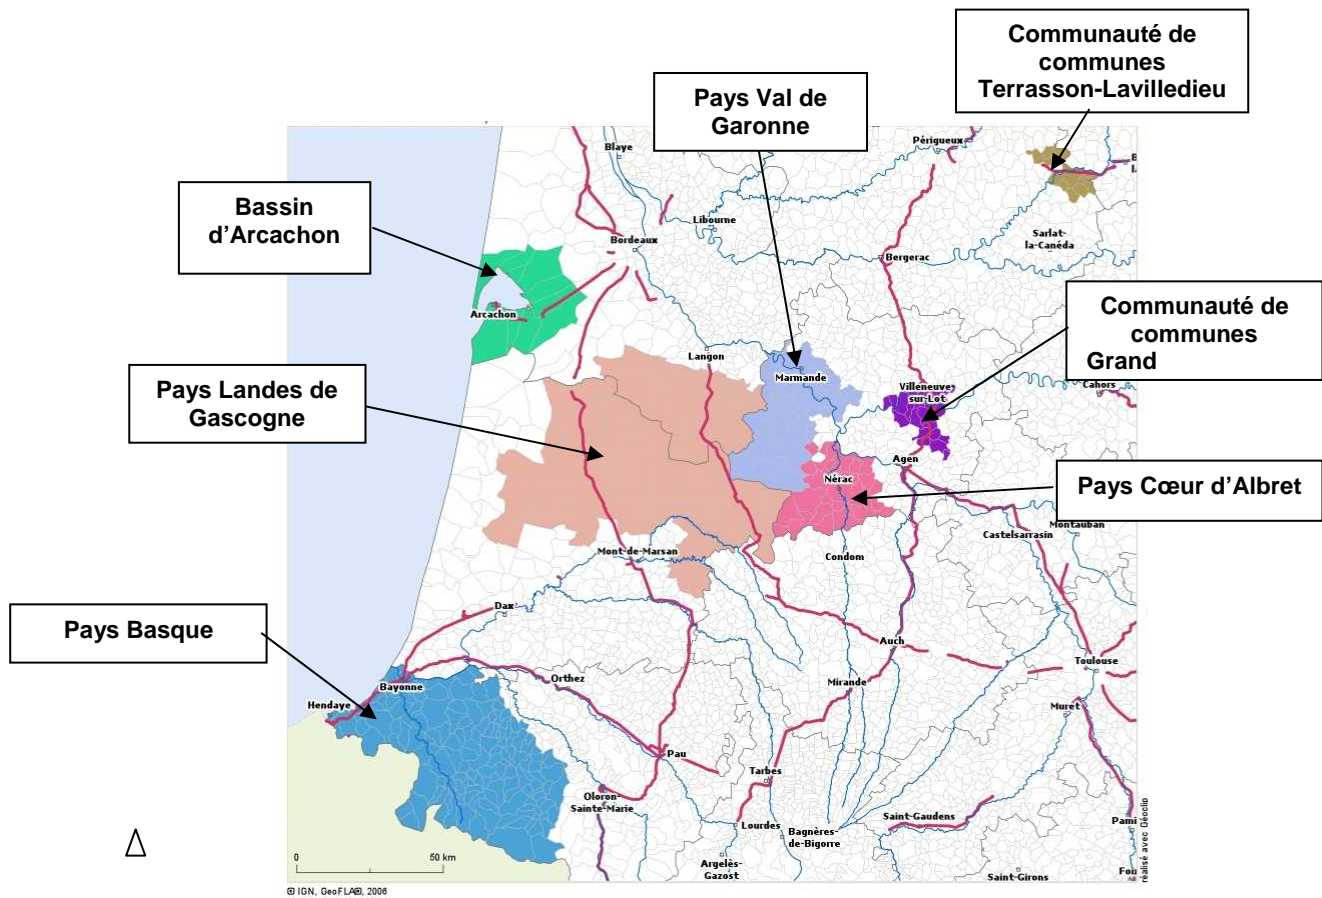 Communauté de
communes
Terrasson-Lavilledieu
Pays Val de
Garonne
Bassin
d'Arcachon
Communauté de
communes
Grand
Pays Landes de
Gascogne
Pays Cœur d'Albret
Pays Basque
Blaye
Périgueux
Libourne
Sarlat-
la-Canéda
Bordeaux
Bergerac
Arcachon
Langon
Marmande
Villeneuve-
sur-Lot
Cahors
Agen
Nérac
Castelsarrasin
Montauban
Mont-de-Marsan
Condom
Dax
Auch
Toulouse
Bayonne
Orthez
Mirande
Hendaye
Muret
Pau
Tarbes
Oloron-
Sainte-Marie
Lourdes
Bagnères-
de-Bigorre
Saint-Gaudens
Pami
Argelès-
Gazost
Saint-Girons
Foi
0 50 km
réalisé avec Géoclip
© IGN, GeoFLA®, 2006